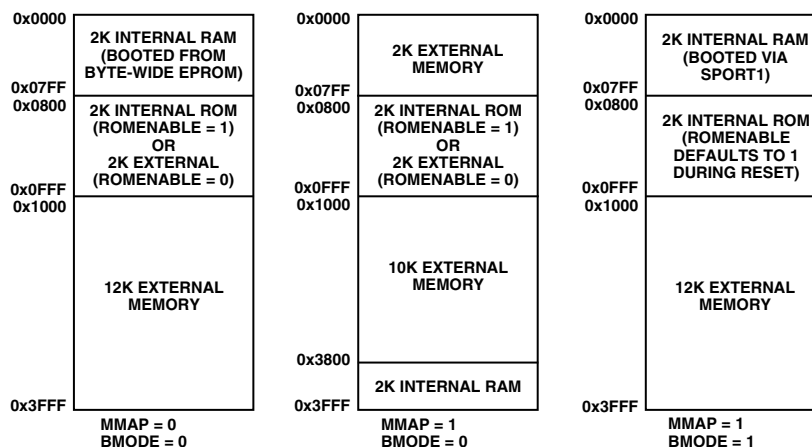 0x0000
2K INTERNAL RAM
(BOOTED FROM
BYTE-WIDE EPROM)
0x07FF
0x0800
2K INTERNAL ROM
(ROMENABLE = 1)
OR
2K EXTERNAL
(ROMENABLE = 0)
0x0FFF
0x1000
12K EXTERNAL
MEMORY
0x3FFF
MMAP = 0
BMODE = 0
0x0000
2K EXTERNAL
MEMORY
0x07FF
0x0800
2K INTERNAL ROM
(ROMENABLE = 1)
OR
2K EXTERNAL
(ROMENABLE = 0)
0x0FFF
0x1000
10K EXTERNAL
MEMORY
0x3800
2K INTERNAL RAM
0x3FFF
MMAP = 1
BMODE = 0
0x0000
2K INTERNAL RAM
(BOOTED VIA
SPORT1)
0x07FF
0x0800
2K INTERNAL ROM
(ROMENABLE
DEFAULTS TO 1
DURING RESET)
0x0FFF
0x1000
12K EXTERNAL
MEMORY
0x3FFF
MMAP = 1
BMODE = 1